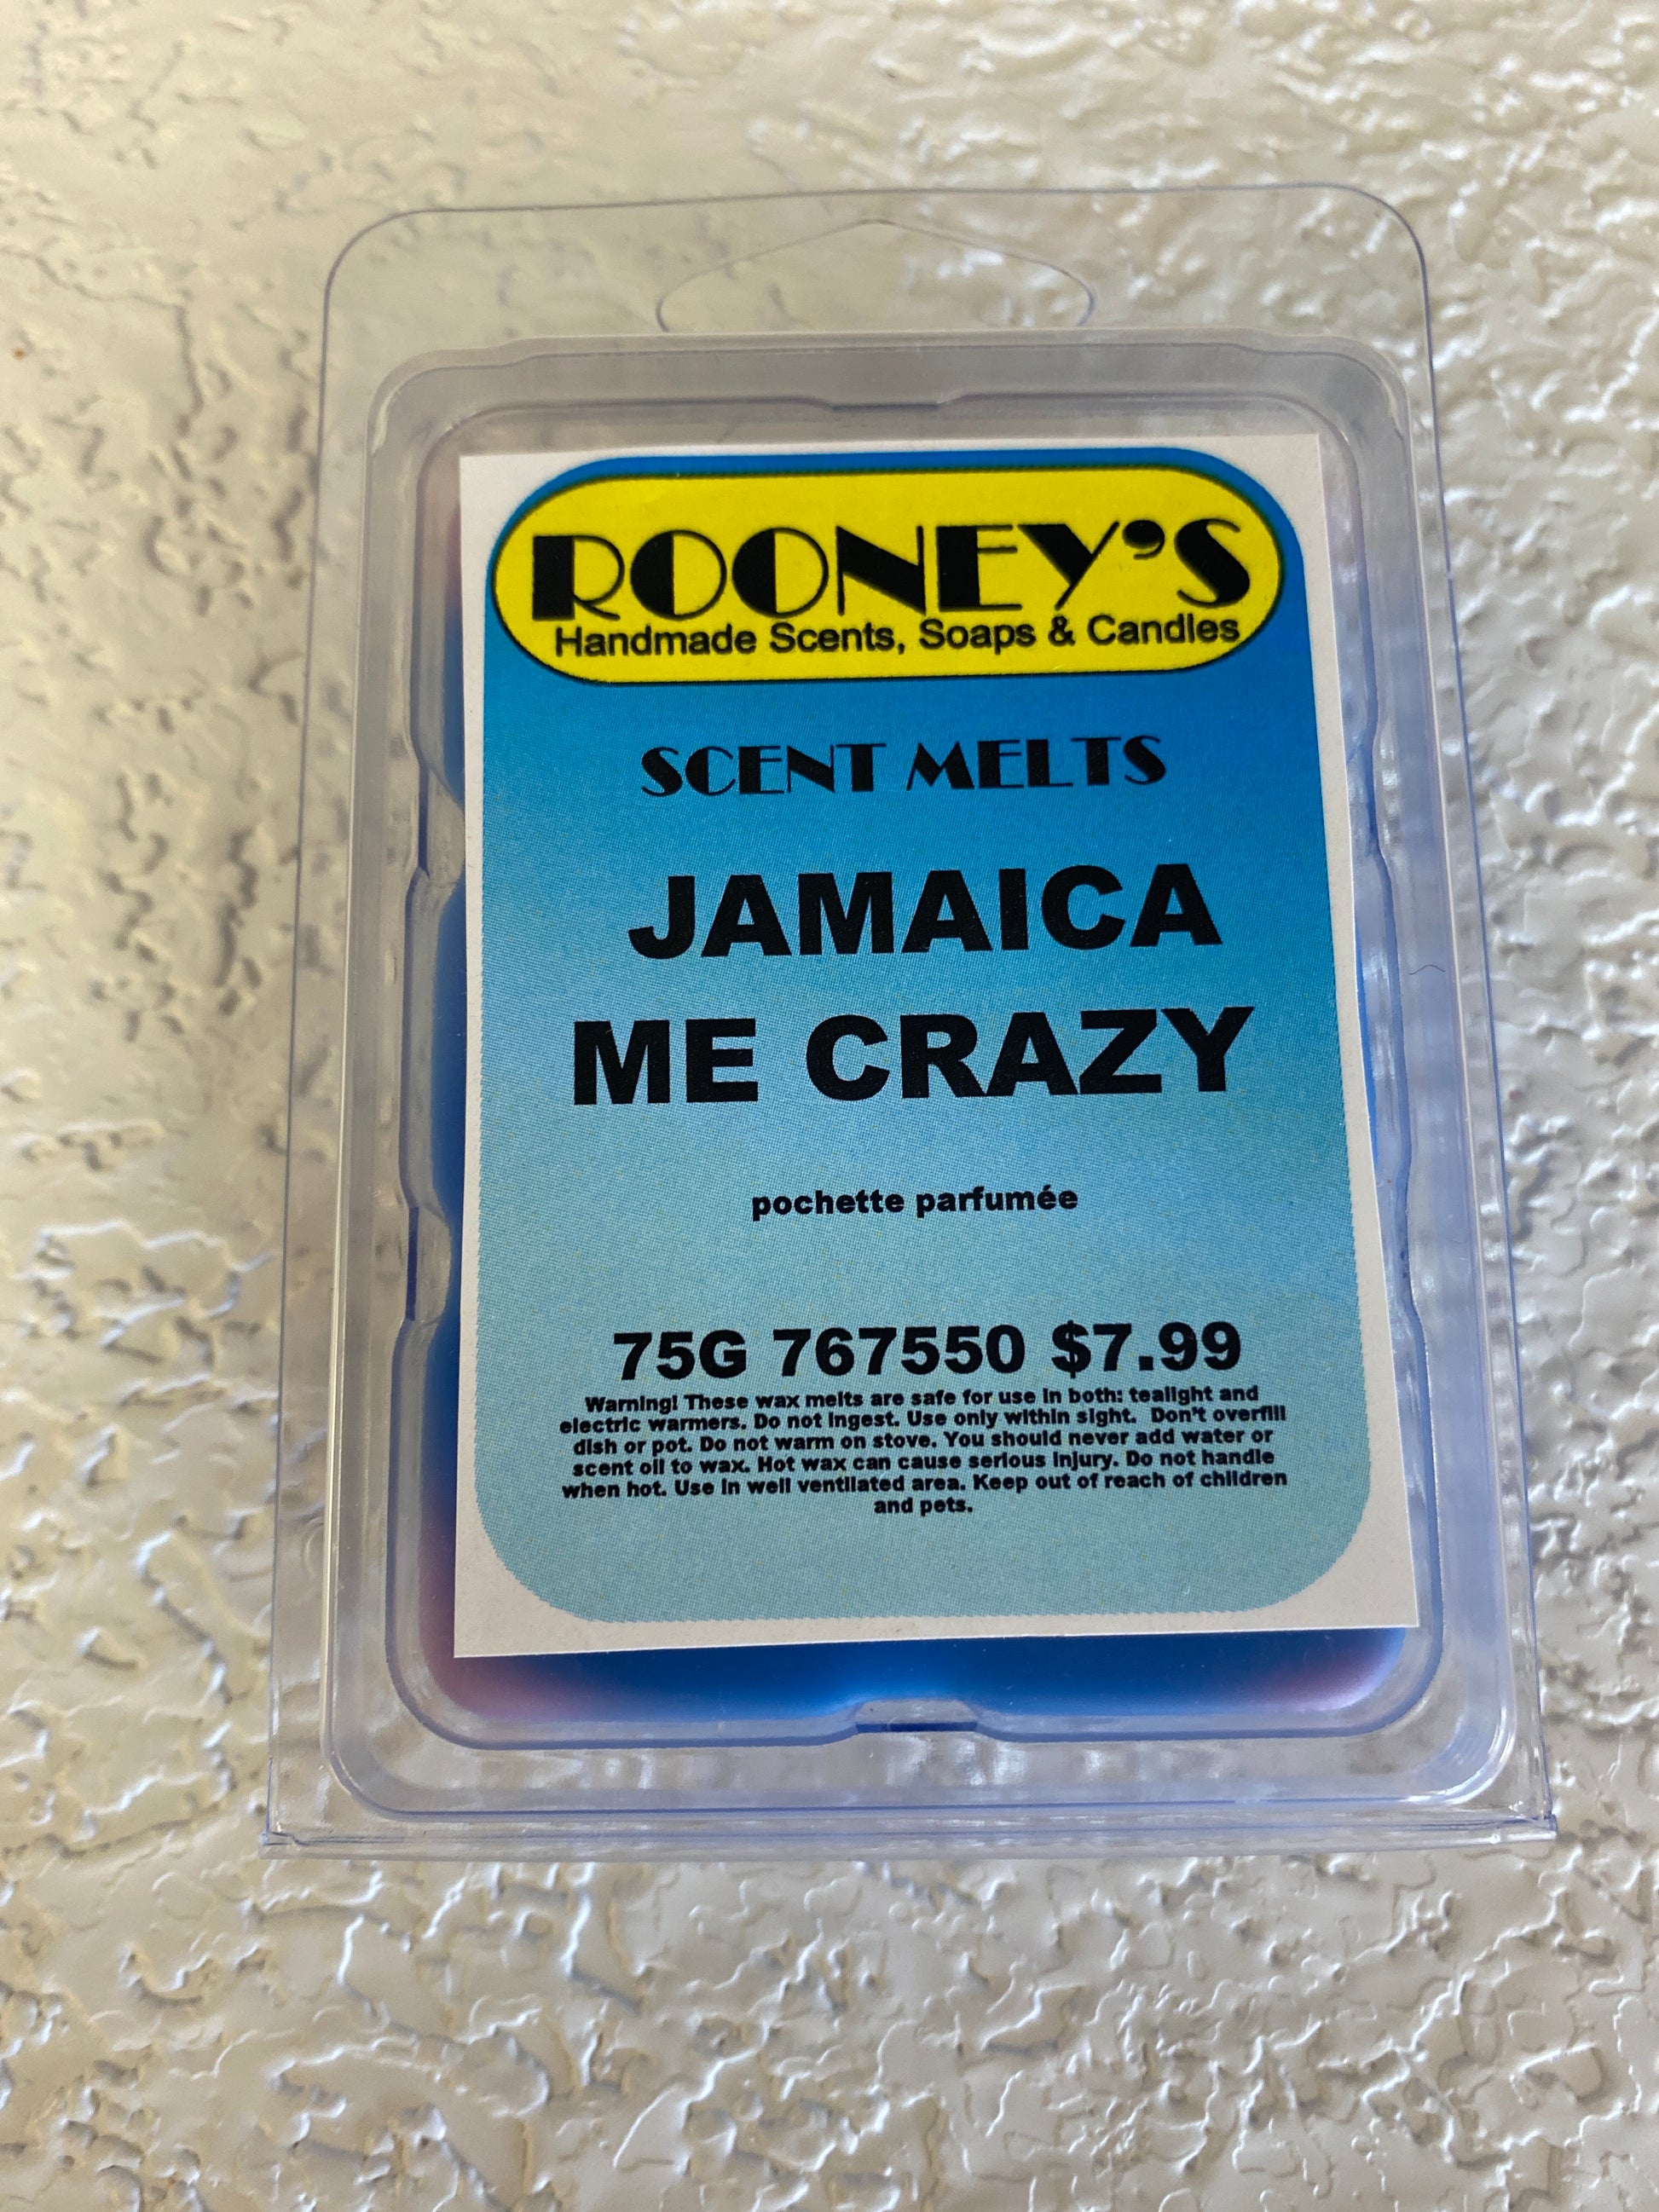 ROONEY'S
Handmade Scents, Soaps & Candles
SCENT MELTS
JAMAICA
ME CRAZY
pochette parfumée
75G 767550 $7.99
Warning! These wax melts are safe for use in both: tealight and
electric warmers. Do not ingest. Use only within sight. Don't overfill
dish or pot. Do not warm on stove. You should never add water or
scent oil to wax. Hot wax can cause serious injury. Do not handle
when hot. Use in well ventilated area. Keep out of reach of children
and pets.